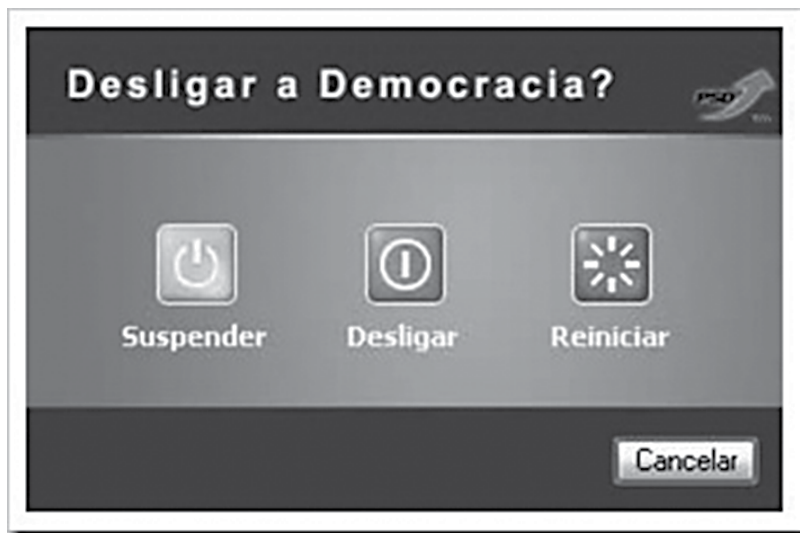 Desligar a Democracia?
PSD
Suspender
Desligar
Reiniciar
Cancelar